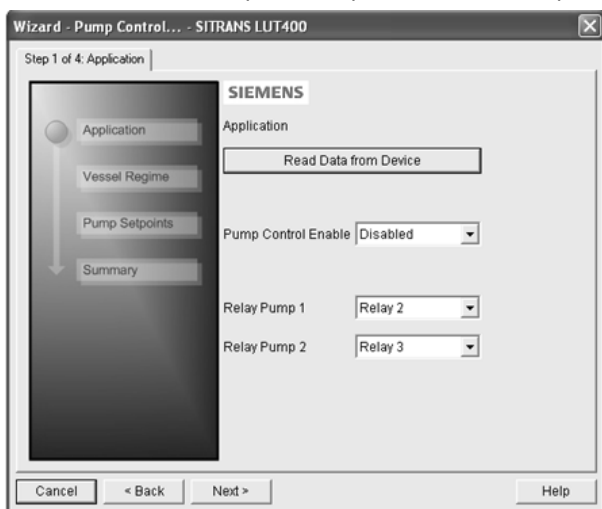 Wizard - Pump Control... - SITRANS LUT400
Step 1 of 4: Application
SIEMENS
Application
Vessel Regime
Pump Setpoints
Summary
Application
Read Data from Device
Pump Control Enable Disabled
Relay Pump 1 Relay 2
Relay Pump 2 Relay 3
Cancel < Back Next > Help